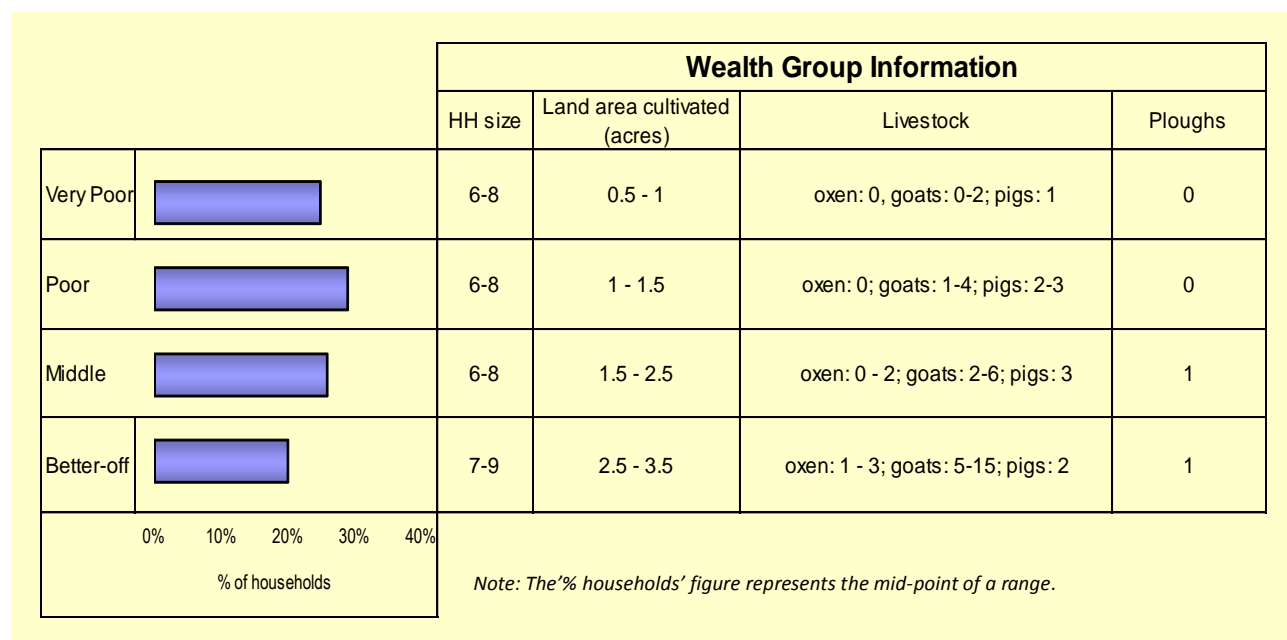 Wealth Group Information
HH size
Land area cultivated
(acres)
Livestock
Ploughs
Very Poor
6-8
0.5 - 1
oxen: 0, goats: 0-2; pigs: 1
0
Poor
6-8
1 - 1.5
oxen: 0; goats: 1-4; pigs: 2-3
0
Middle
6-8
1.5 - 2.5
oxen: 0 - 2; goats: 2-6; pigs: 3
1
Better-off
7-9
2.5 - 3.5
oxen: 1 - 3; goats: 5-15; pigs: 2
1
0% 10% 20% 30% 40%
% of households
Note: The’% households’ figure represents the mid-point of a range.